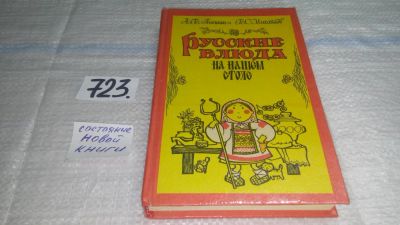 723.
состояние
новой
книги
РУССКИЕ
БЛЮДА
НА НАШЕМ
СТОЛЕ